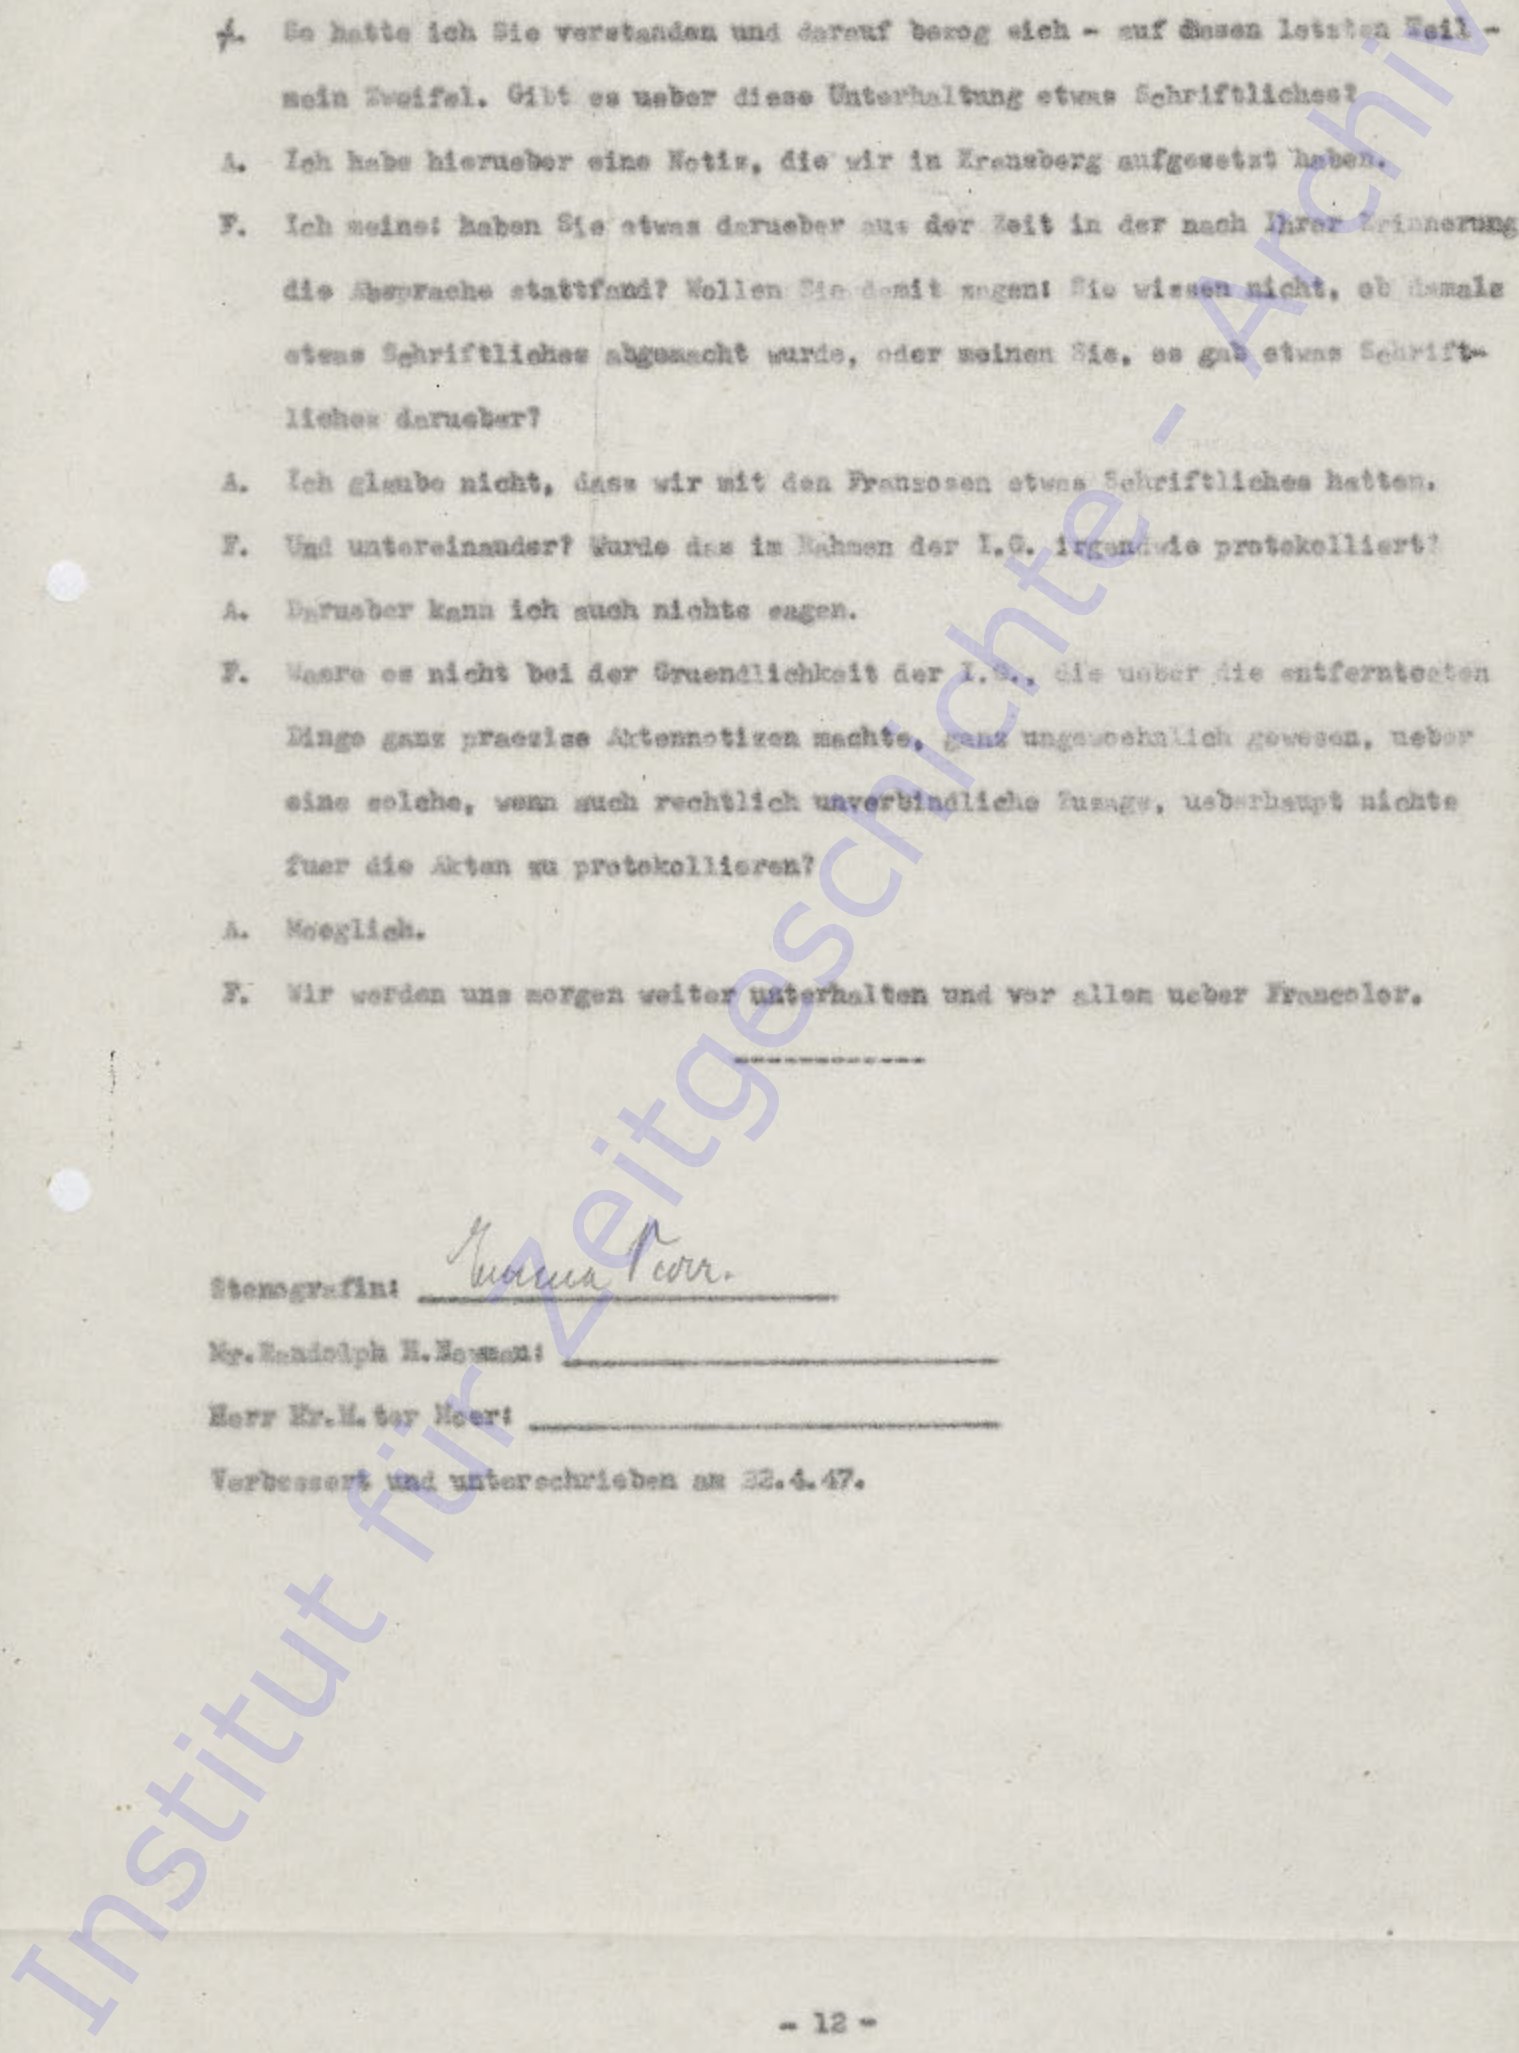 A. So hatte ich Sie verstanden und darauf bezog sich - auf diesen letzten Teil -
mein Zweifel. Gibt es ueber diese Unterhaltung etwas Schriftliches?
A. Ich habe hierueber eine Notiz, die wir in Kransberg aufgesetzt haben.
F. Ich meine: haben Sie etwas darueber aus der Zeit in der nach Ihrer Erinnerung
die Absprache stattfand? Wollen Sie damit sagen: Sie wissen nicht, ob damals
etwas Schriftliches abgemacht wurde, oder meinen Sie, es gab etwas Schrift-
liches darueber?
A. Ich glaube nicht, dass wir mit den Franzosen etwas Schriftliches hatten.
F. Und untereinander? Wurde das im Rahmen der I.G. irgendwie protokolliert?
A. Darueber kann ich auch nichts sagen.
F. Waere es nicht bei der Gruendlichkeit der I.G., die ueber die entferntesten
Dinge ganz praezise Aktennotizen machte, ganz ungewoehnlich gewesen, ueber
eine solche, wenn auch rechtlich unverbindliche Zusage, ueberhaupt nichts
fuer die Akten zu protokollieren?
A. Moeglich.
F. Wir werden uns morgen weiter unterhalten und vor allem ueber Francolor.
------------
Stenografin: Emma
Mr.Randolph H.Newman:
Herr ter Meer:
Verbessert und unterschrieben am 22.4.47.
- 12 -
Institut für Zeitgeschichte - Archiv